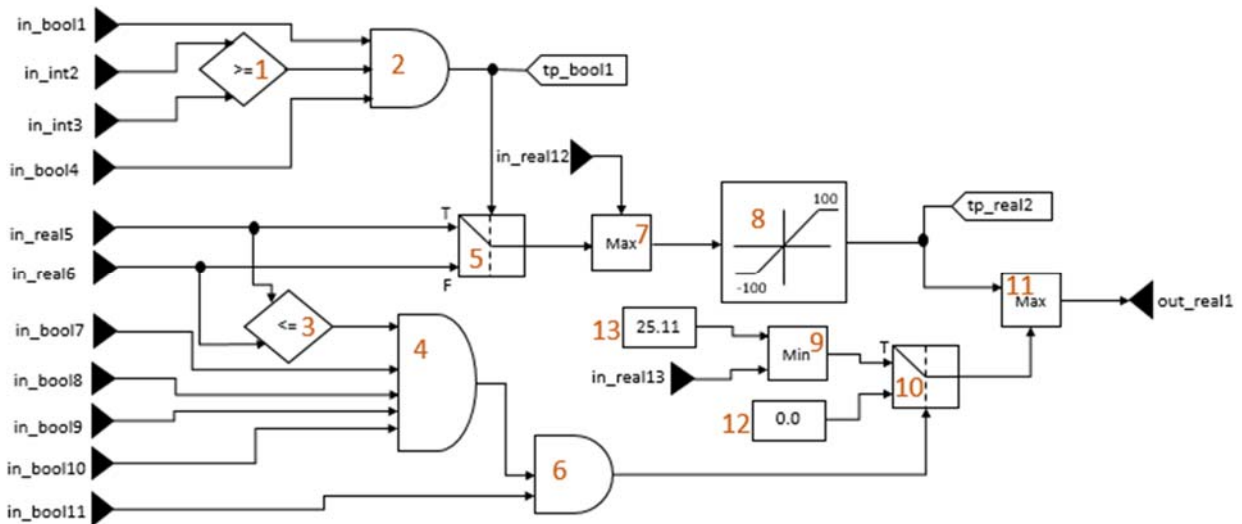 in_bool1
in_int2
>= 1
2
tp_bool1
in_int3
in_real12
in_bool4
T
100
in_real5
5
Max 7
8
tp_real2
in_real6
F
-100
11
Max
out_real1
<= 3
in_bool7
4
13 25.11
Min 9
T
in_real13
in_bool8
10
12 0.0
in_bool9
in_bool10
6
in_bool11